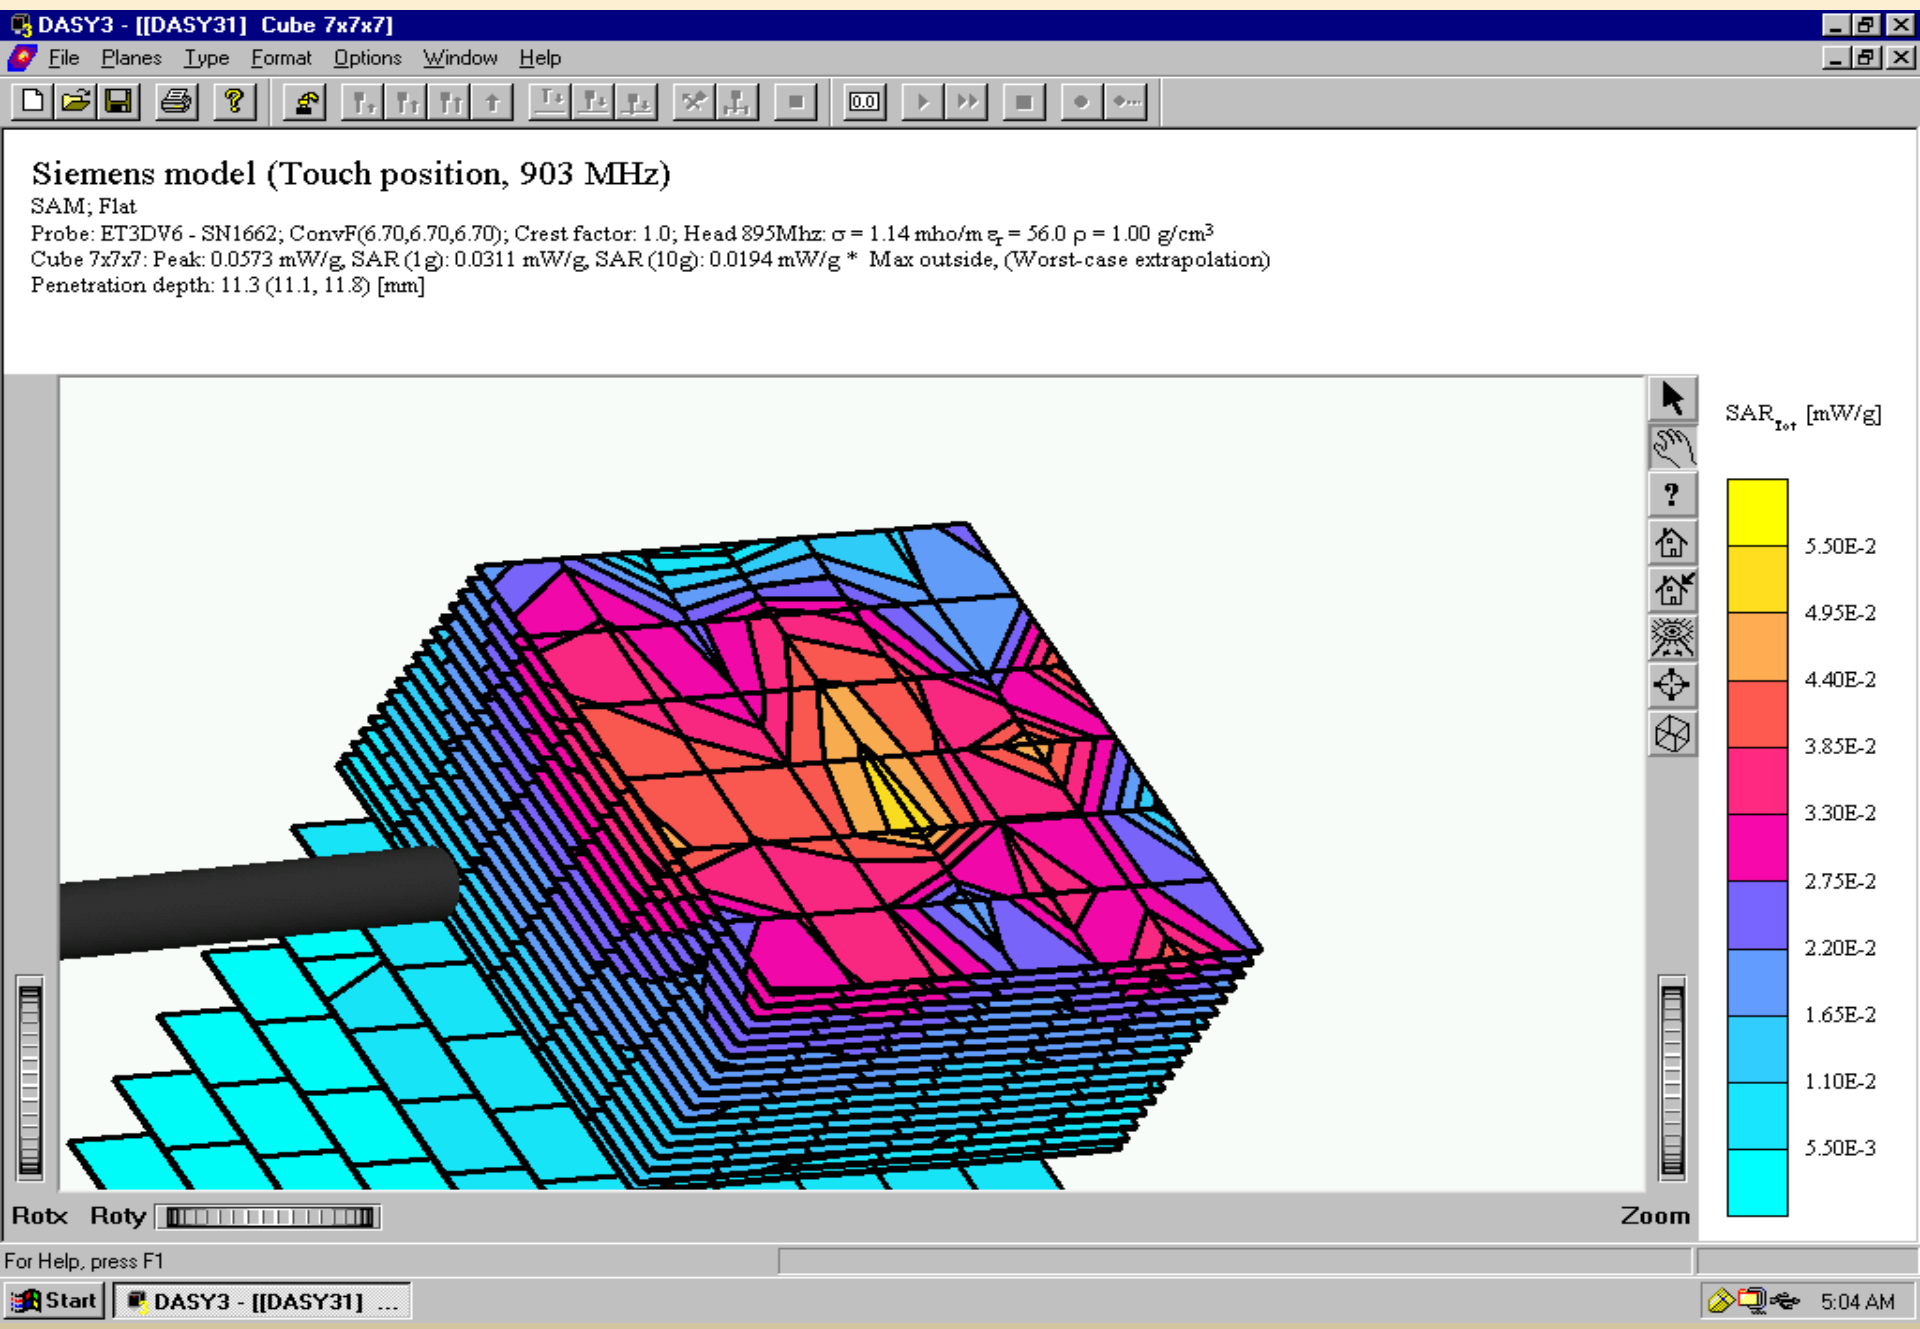 DASY3 - [[DASY31] Cube 7x7x7]
File Planes Type Format Options Window Help
0.0
Siemens model (Touch position, 903 MHz)
SAM; Flat
Probe: ET3DV6 - SN1662; ConvF(6.70,6.70,6.70); Crest factor: 1.0; Head 895Mhz: σ = 1.14 mho/m εr = 56.0 ρ = 1.00 g/cm³
Cube 7x7x7: Peak: 0.0573 mW/g, SAR (1g): 0.0311 mW/g, SAR (10g): 0.0194 mW/g * Max outside, (Worst-case extrapolation)
Penetration depth: 11.3 (11.1, 11.8) [mm]
SARTot [mW/g]
5.50E-2
4.95E-2
4.40E-2
3.85E-2
3.30E-2
2.75E-2
2.20E-2
1.65E-2
1.10E-2
5.50E-3
Rotx Roty Zoom
For Help, press F1
Start DASY3 - [[DASY31] ... 5:04 AM